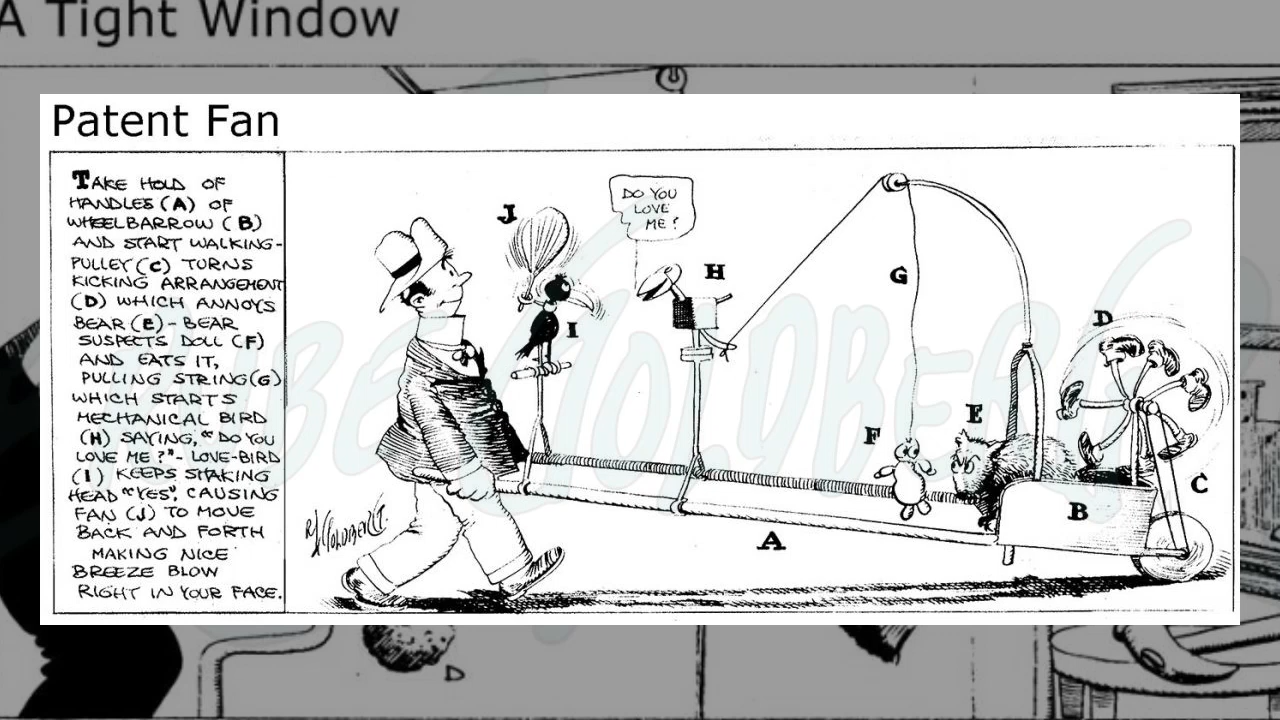 A Tight Window
Patent Fan
TAKE HOLD OF
HANDLES (A) OF
WHEELBARROW (B)
AND START WALKING-
PULLEY (C) TURNS
KICKING ARRANGEMENT
(D) WHICH ANNOYS
BEAR (E)- BEAR
SUSPECTS DOLL (F)
AND EATS IT,
PULLING STRING (G)
WHICH STARTS
MECHANICAL BIRD
(H) SAYING, "DO YOU
LOVE ME?"- LOVE-BIRD
(I) KEEPS SHAKING
HEAD "YES", CAUSING
FAN (J) TO MOVE
BACK AND FORTH
MAKING NICE
BREEZE BLOW
RIGHT IN YOUR FACE.
DO YOU
LOVE
ME?
J
H
I
G
D
E
F
C
B
A
RUBE GOLDBERG
R.L. GOLDBERG.
D